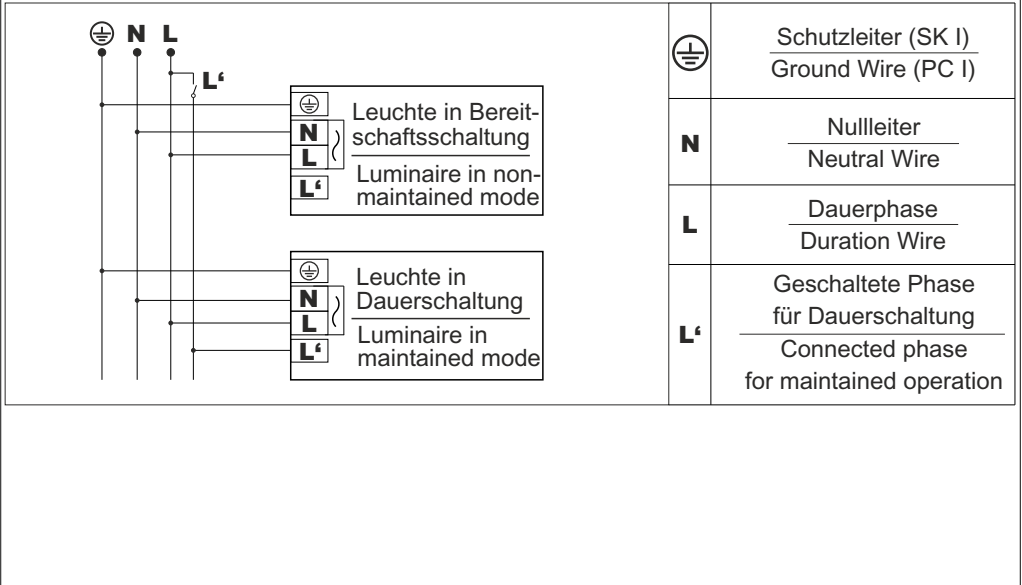 N L
L‘
Leuchte in Bereit-
schaftsschaltung
Luminaire in non-
maintained mode
N
L
L‘
Leuchte in
Dauerschaltung
Luminaire in
maintained mode
N
L
L‘
Schutzleiter (SK I)
Ground Wire (PC I)
N
Nullleiter
Neutral Wire
L
Dauerphase
Duration Wire
L‘
Geschaltete Phase
für Dauerschaltung
Connected phase
for maintained operation